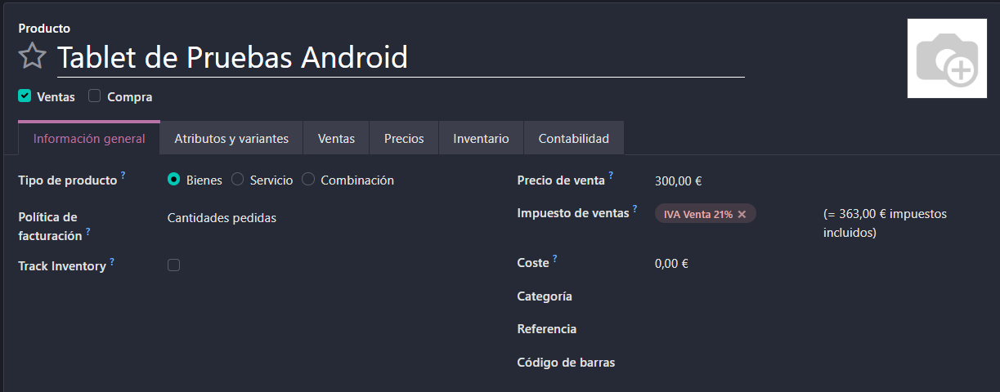 Producto
Tablet de Pruebas Android
Ventas Compra
Información general Atributos y variantes Ventas Precios Inventario Contabilidad
Tipo de producto ? Bienes Servicio Combinación
Política de
facturación ? Cantidades pedidas
Track Inventory ?
Precio de venta ? 300,00 €
Impuesto de ventas ? IVA Venta 21% × (= 363,00 € impuestos
incluidos)
Coste ? 0,00 €
Categoría
Referencia
Código de barras